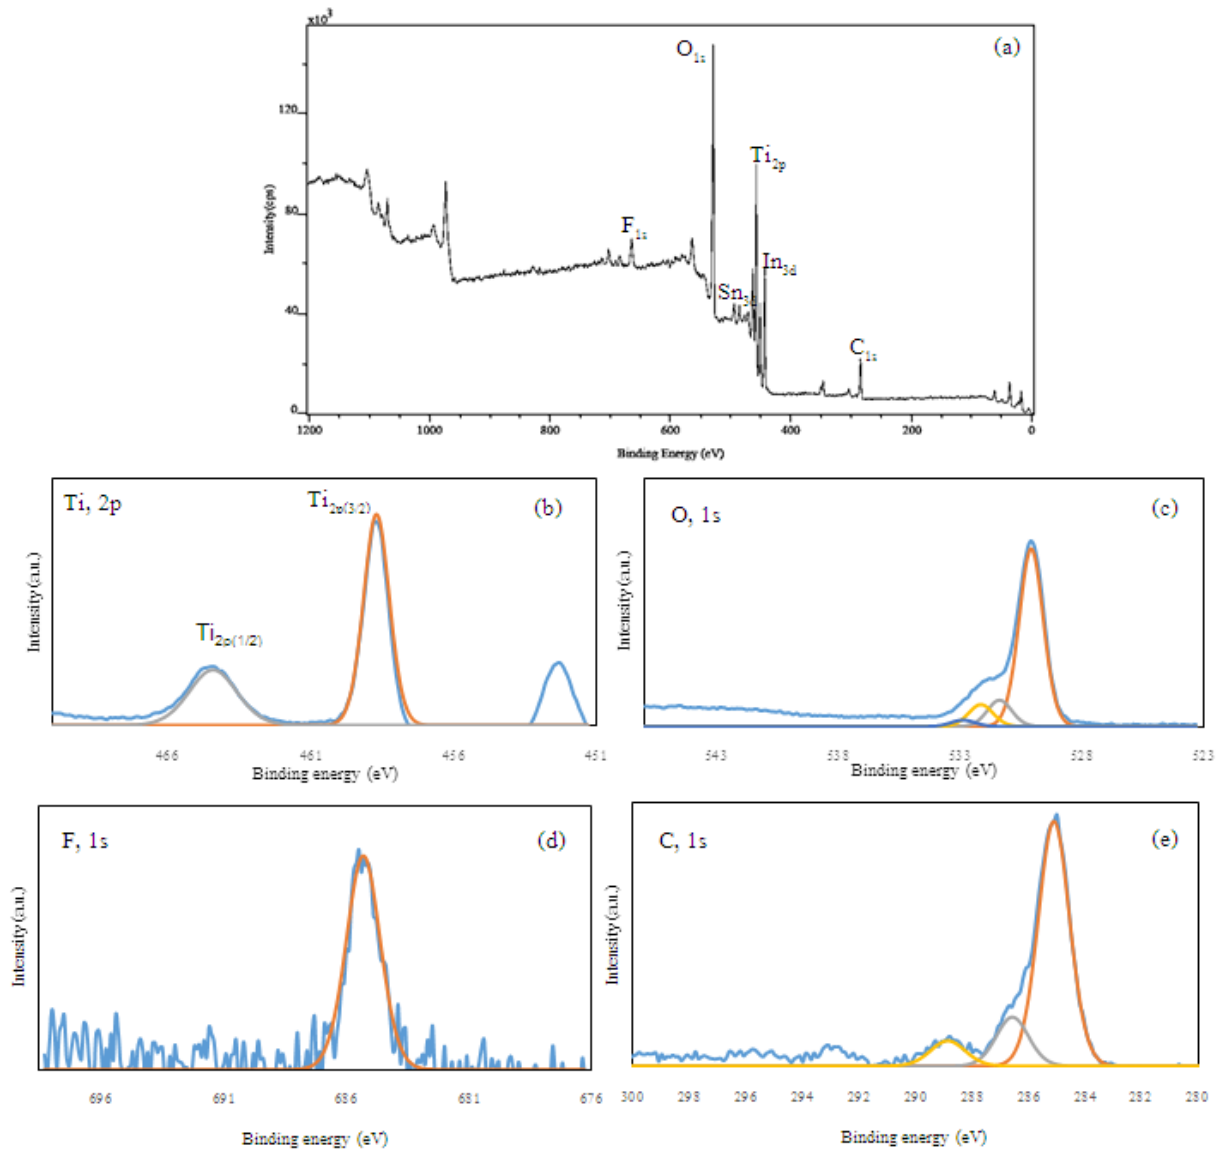 x10³
(a)
O1s
120
Ti2p
Intensity(cps)
80
F1s
In3d
Sn3d
40
C1s
0
1200 1000 800 600 400 200 0
Binding Energy (eV)
Ti, 2p
Ti2p(3/2)
(b)
Ti2p(1/2)
Intensity (a.u.)
466 461 456 451
Binding energy (eV)
O, 1s
(c)
Intensity (a.u.)
543 538 533 528 523
Binding energy (eV)
F, 1s
(d)
Intensity (a.u.)
696 691 686 681 676
Binding energy (eV)
C, 1s
(e)
Intensity (a.u.)
300 298 296 294 292 290 288 286 284 282 280
Binding energy (eV)